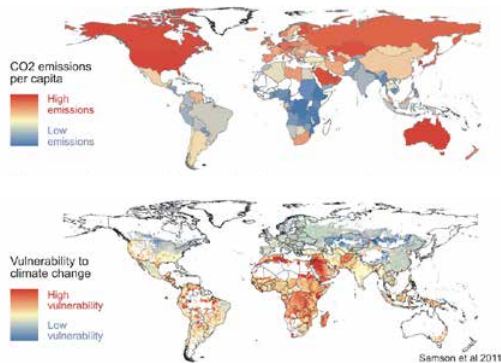 CO2 emissions
per capita
High
emissions
Low
emissions
Vulnerability to
climate change
High
vulnerability
Low
vulnerability
Samson et al 2011